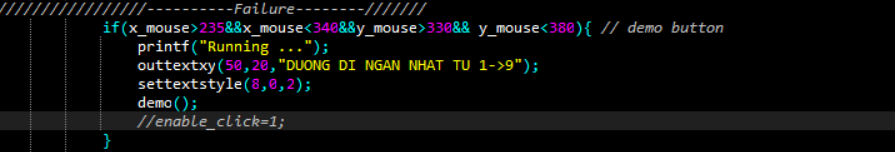 /////////////////----------Failure--------///////
if(x_mouse>235&&x_mouse<340&&y_mouse>330&& y_mouse<380){ // demo button
printf("Running ...");
outtextxy(50,20,"DUONG DI NGAN NHAT TU 1->9");
settextstyle(8,0,2);
demo();
//enable_click=1;
}